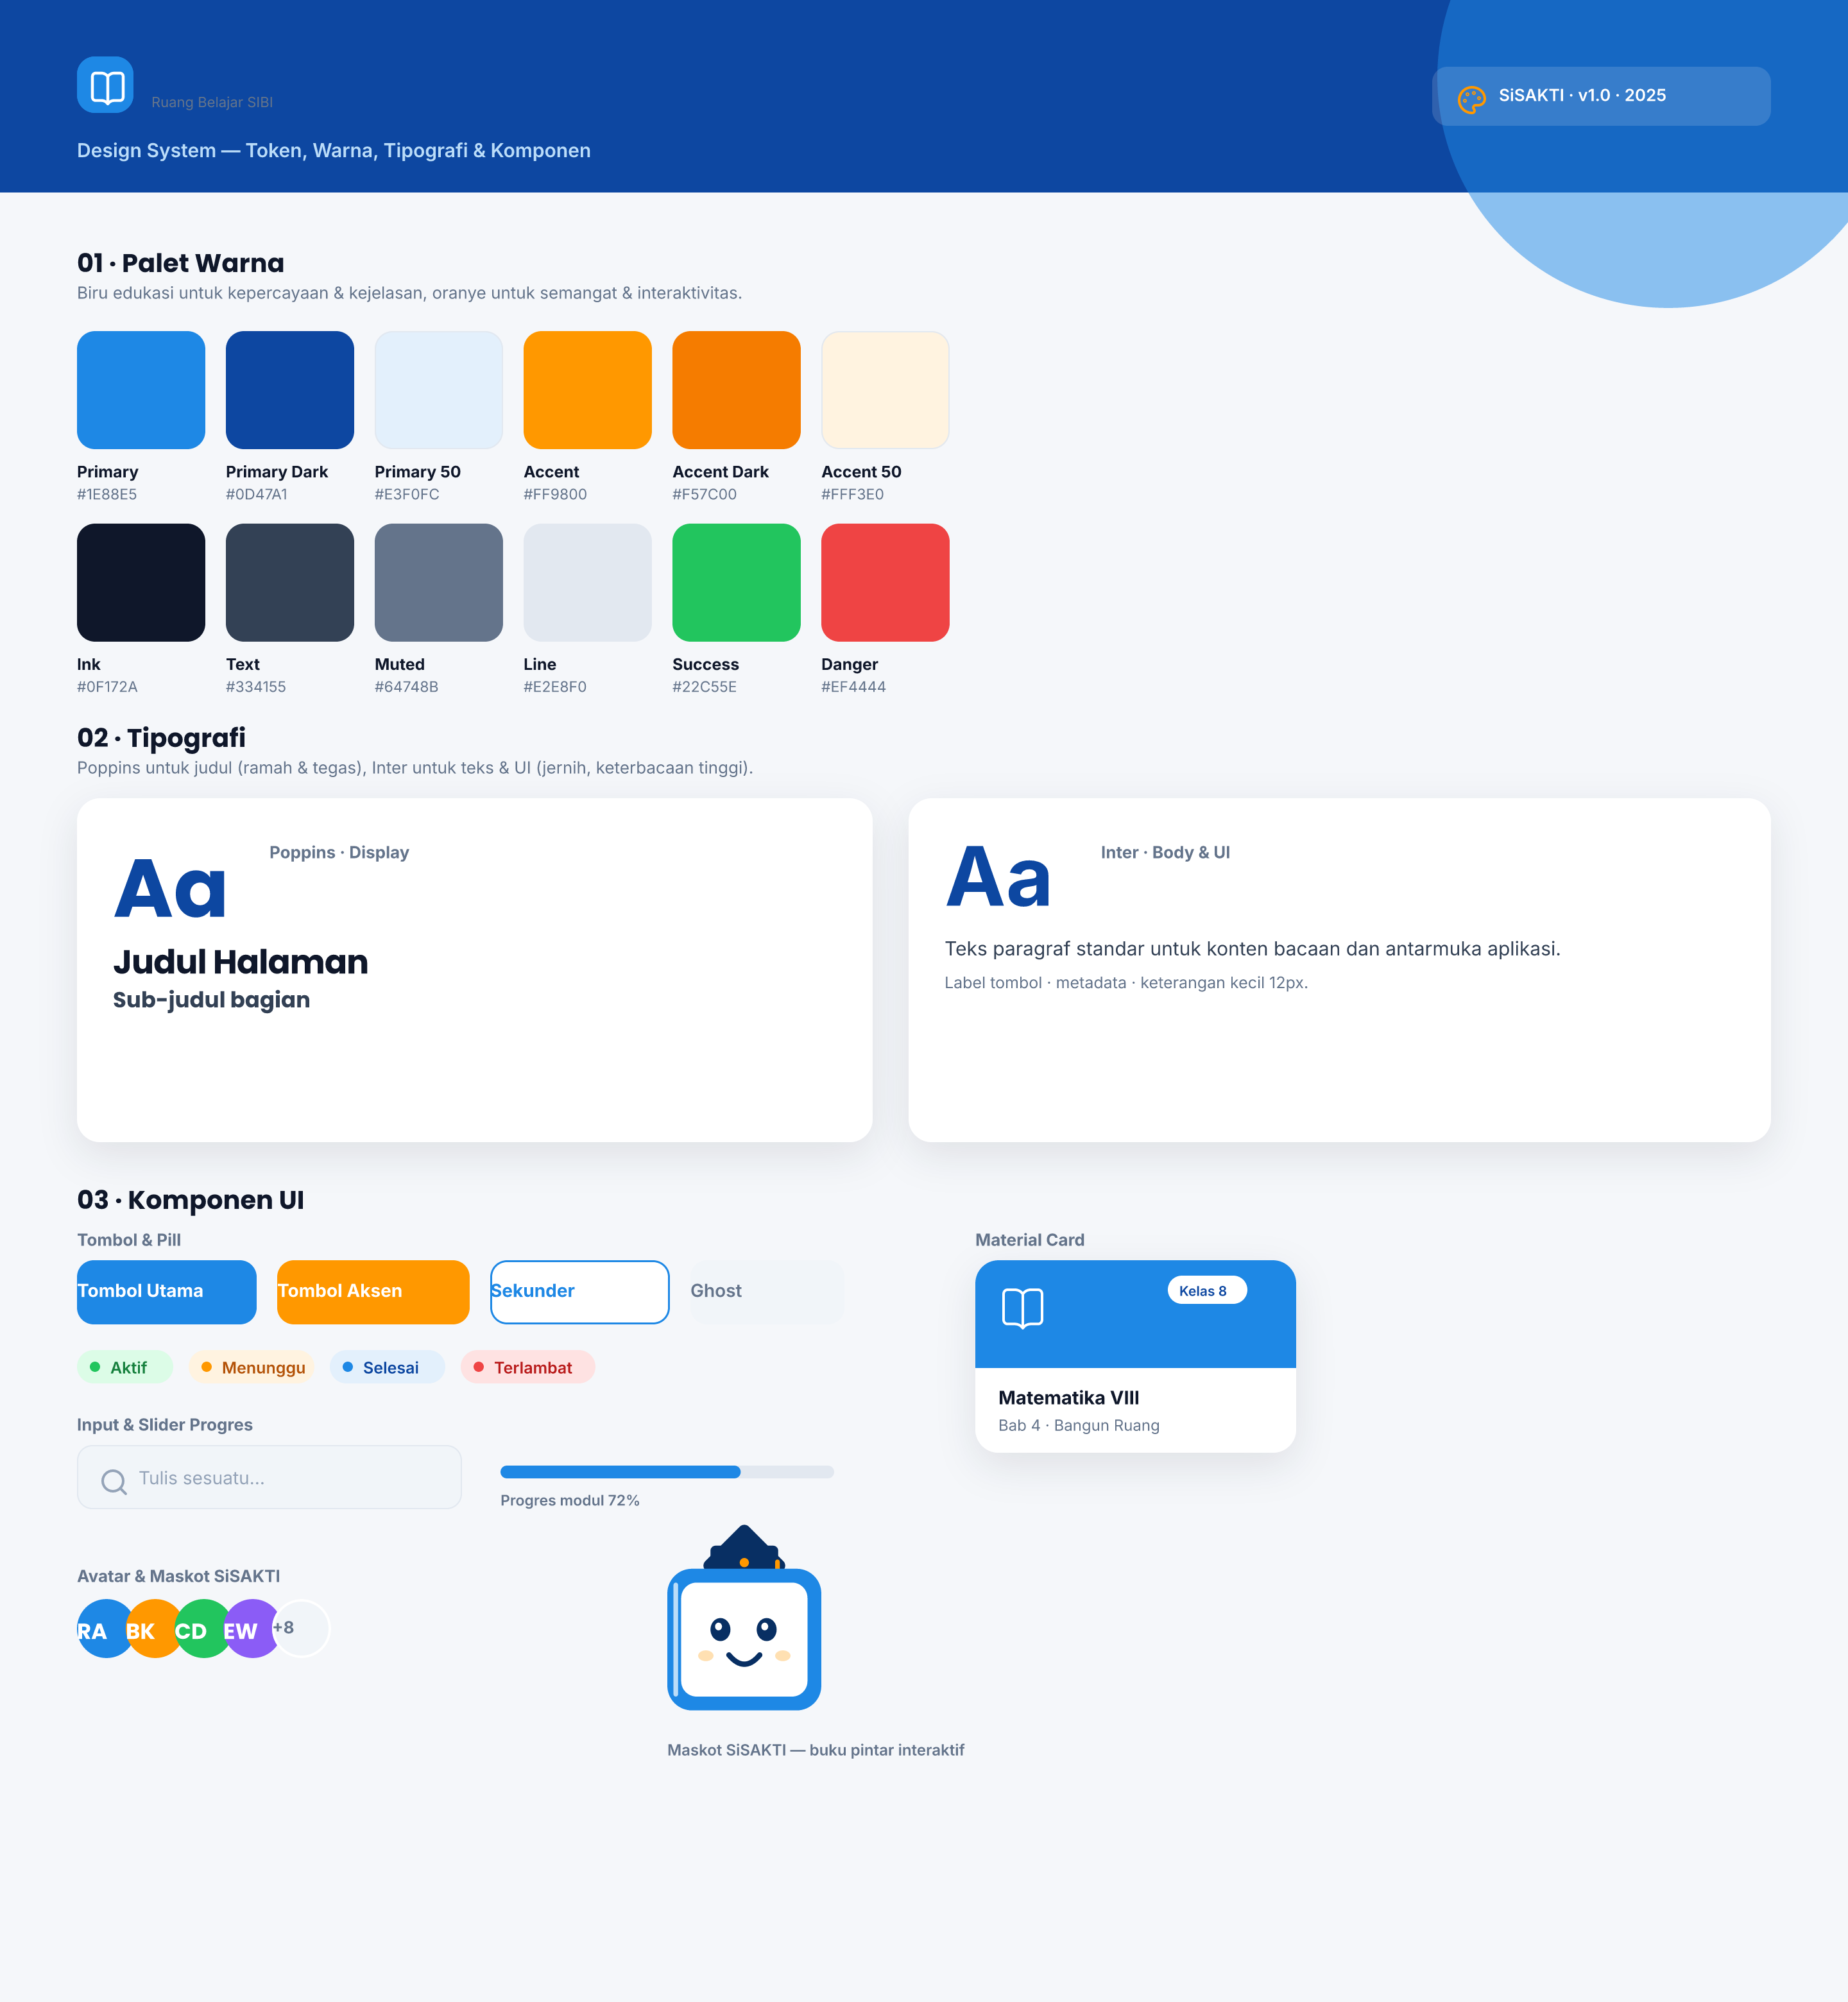 Ruang Belajar SIBI
SiSAKTI · v1.0 · 2025
Design System — Token, Warna, Tipografi & Komponen
01 · Palet Warna
Biru edukasi untuk kepercayaan & kejelasan, oranye untuk semangat & interaktivitas.
Primary
#1E88E5
Primary Dark
#0D47A1
Primary 50
#E3F0FC
Accent
#FF9800
Accent Dark
#F57C00
Accent 50
#FFF3E0
Ink
#0F172A
Text
#334155
Muted
#64748B
Line
#E2E8F0
Success
#22C55E
Danger
#EF4444
02 · Tipografi
Poppins untuk judul (ramah & tegas), Inter untuk teks & UI (jernih, keterbacaan tinggi).
Aa
Poppins · Display
Judul Halaman
Sub-judul bagian
Aa
Inter · Body & UI
Teks paragraf standar untuk konten bacaan dan antarmuka aplikasi.
Label tombol · metadata · keterangan kecil 12px.
03 · Komponen UI
Tombol & Pill
Tombol Utama
Tombol Aksen
Sekunder
Ghost
Aktif
Menunggu
Selesai
Terlambat
Material Card
Kelas 8
Matematika VIII
Bab 4 · Bangun Ruang
Input & Slider Progres
Tulis sesuatu...
Progres modul 72%
Avatar & Maskot SiSAKTI
RA
BK
CD
EW
+8
Maskot SiSAKTI — buku pintar interaktif